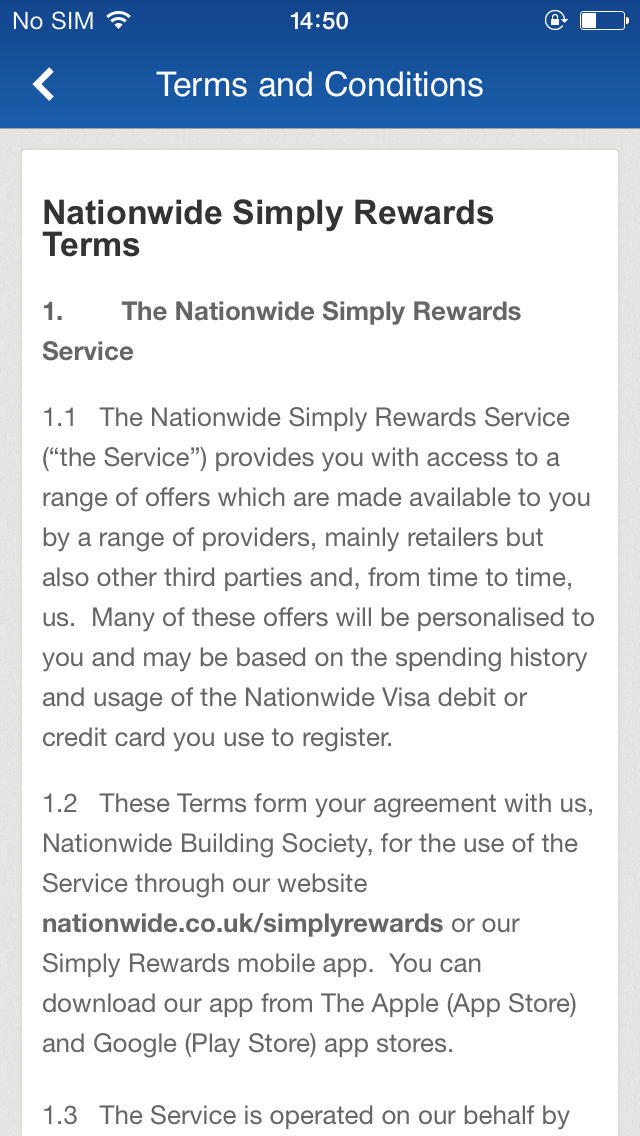 No SIM 14:50
Terms and Conditions
Nationwide Simply Rewards
Terms
1. The Nationwide Simply Rewards
Service
1.1 The Nationwide Simply Rewards Service
(“the Service”) provides you with access to a
range of offers which are made available to you
by a range of providers, mainly retailers but
also other third parties and, from time to time,
us. Many of these offers will be personalised to
you and may be based on the spending history
and usage of the Nationwide Visa debit or
credit card you use to register.
1.2 These Terms form your agreement with us,
Nationwide Building Society, for the use of the
Service through our website
nationwide.co.uk/simplyrewards or our
Simply Rewards mobile app. You can
download our app from The Apple (App Store)
and Google (Play Store) app stores.
1.3 The Service is operated on our behalf by